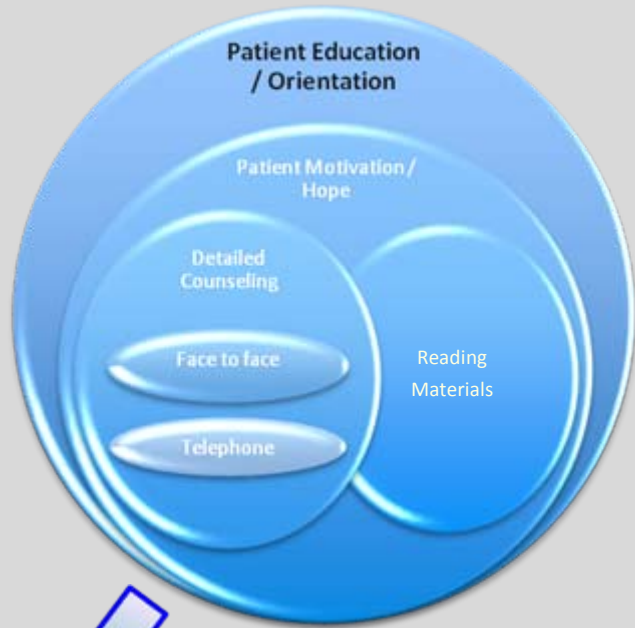 Patient Education
/ Orientation
Patient Motivation /
Hope
Detailed
Counseling
Face to face
Telephone
Reading
Materials